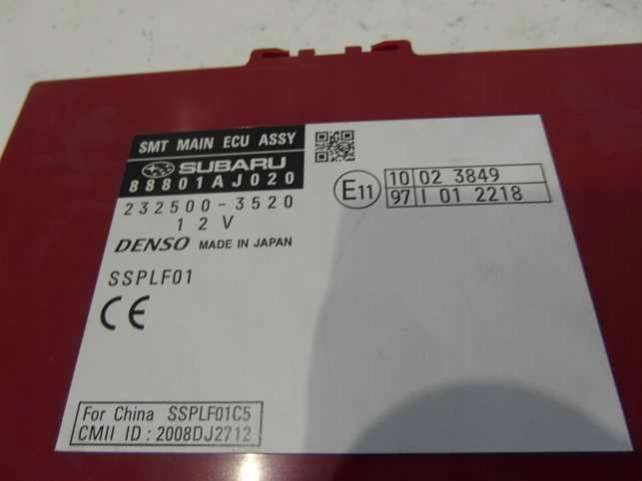 SMT MAIN ECU ASSY
SUBARU
88801AJ020
232500-3520
12V
DENSO MADE IN JAPAN
SSPLF01
CE
E11
10 02 3849
97 I 01 2218
For China SSPLF01C5
CMII ID : 2008DJ2712